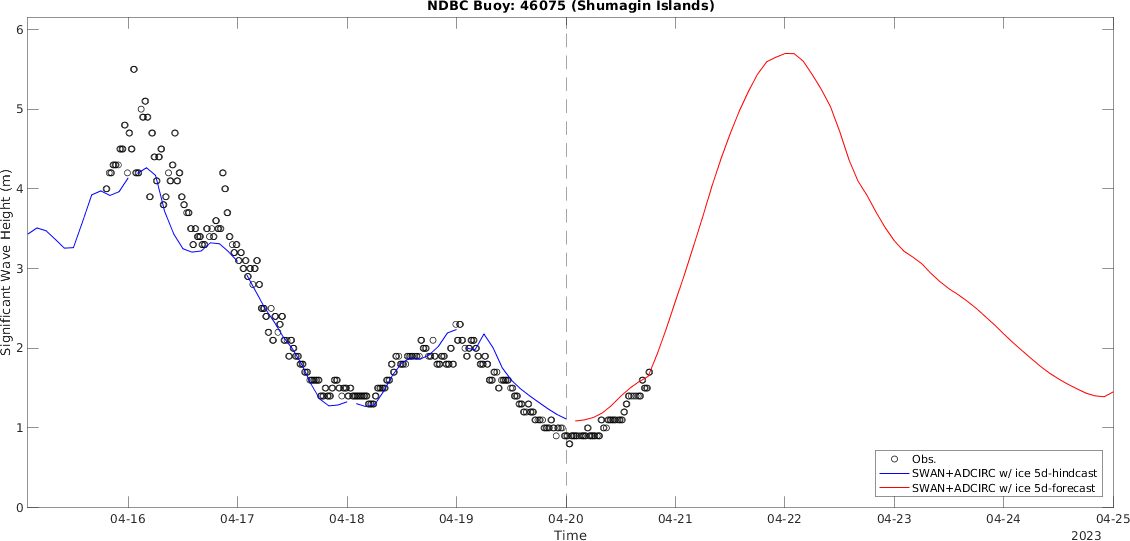 NDBC Buoy: 46075 (Shumagin Islands)
Significant Wave Height (m)
6
5
4
3
2
1
0
Obs.
SWAN+ADCIRC w/ ice 5d-hindcast
SWAN+ADCIRC w/ ice 5d-forecast
04-16 04-17 04-18 04-19 04-20 04-21 04-22 04-23 04-24 04-25
Time
2023